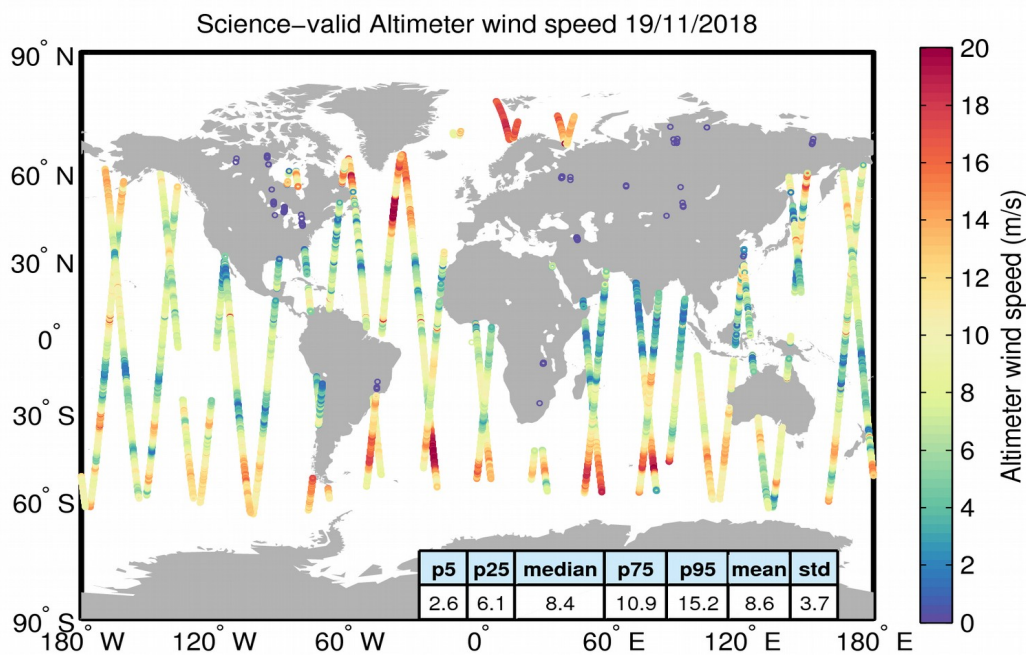 Science-valid Altimeter wind speed 19/11/2018
90° N
60° N
30° N
0°
30° S
60° S
90° S
180° W
120° W
60° W
0°
60° E
120° E
180° E
p5 p25 median p75 p95 mean std
2.6 6.1 8.4 10.9 15.2 8.6 3.7
20
18
16
14
12
10
8
6
4
2
0
Altimeter wind speed (m/s)